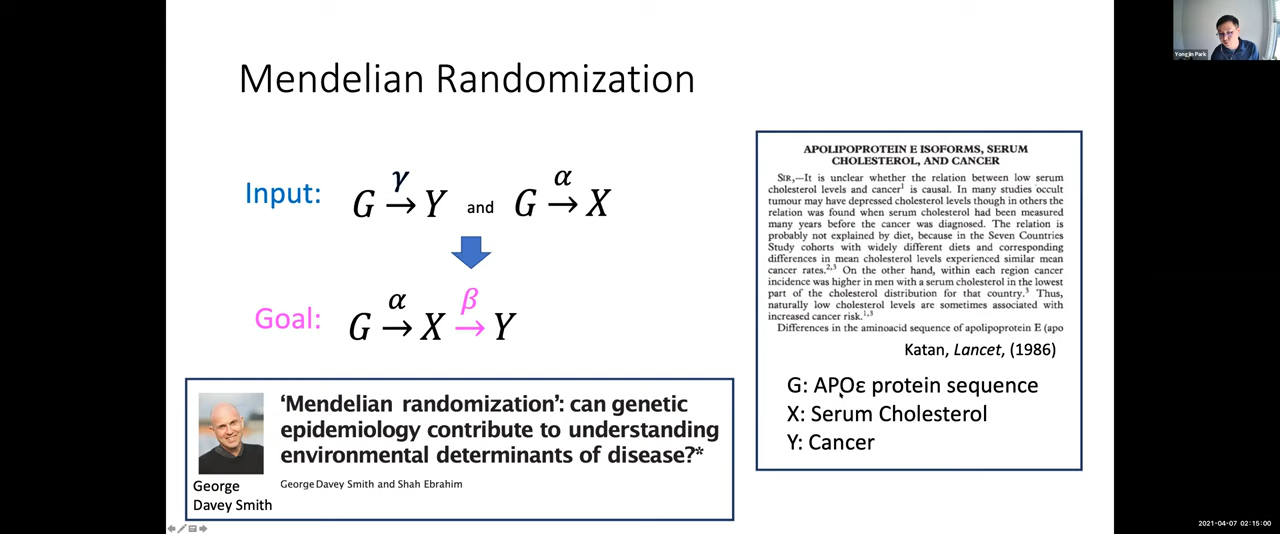 Mendelian Randomization
Input: G γ→ Y and G α→ X
Goal: G α→ X β→ Y
George
Davey Smith
‘Mendelian randomization’: can genetic
epidemiology contribute to understanding
environmental determinants of disease?*
George Davey Smith and Shah Ebrahim
APOLIPOPROTEIN E ISOFORMS, SERUM
CHOLESTEROL, AND CANCER
SIR,—It is unclear whether the relation between low serum
cholesterol levels and cancer¹ is causal. In many studies occult
tumour may have depressed cholesterol levels though in others the
relation was found when serum cholesterol had been measured
many years before the cancer was diagnosed. The relation is
probably not explained by diet, because in the Seven Countries
Study cohorts with widely different diets and corresponding
differences in mean cholesterol levels experienced similar mean
cancer rates.²,³ On the other hand, within each region cancer
incidence was higher in men with a serum cholesterol in the lowest
part of the cholesterol distribution for that country.³ Thus,
naturally low cholesterol levels are sometimes associated with
increased cancer risk.¹,³
Differences in the aminoacid sequence of apolipoprotein E (apo
Katan, Lancet, (1986)
G: APOε protein sequence
X: Serum Cholesterol
Y: Cancer
Yongjin Park
2021-04-07 02:15:00